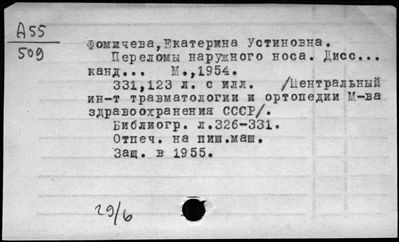 А55
509
Фомичева, Екатерина Устиновна.
Переломы наружного носа. Дисс...
канд... М., 1954.
331,123 л. с илл. /Центральный
ин-т травматологии и ортопедии М-ва
здравоохранения СССР/.
Библиогр. л.326-331.
Отпеч. на пиш.маш.
Защ. в 1955.
29/6